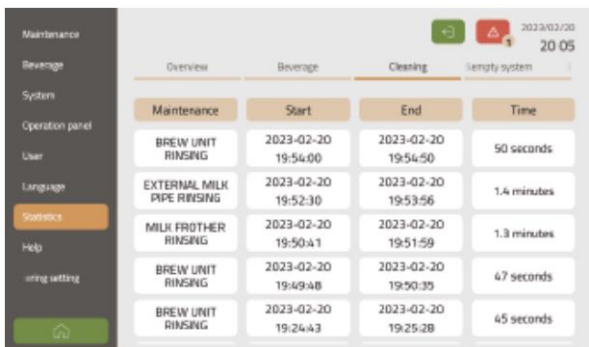 Maintenance
Beverage
System
Operation panel
User
Language
Statistics
Help
ering setting
2023/02/20
20 05
1
Overview Beverage Cleaning empty system
Maintenance Start End Time
BREW UNIT RINSING 2023-02-20 19:54:00 2023-02-20 19:54:50 50 seconds
EXTERNAL MILK PIPE RINSING 2023-02-20 19:52:30 2023-02-20 19:53:56 1.4 minutes
MILK FROTHER RINSING 2023-02-20 19:50:41 2023-02-20 19:51:59 1.3 minutes
BREW UNIT RINSING 2023-02-20 19:49:48 2023-02-20 19:50:35 47 seconds
BREW UNIT RINSING 2023-02-20 19:24:43 2023-02-20 19:25:28 45 seconds